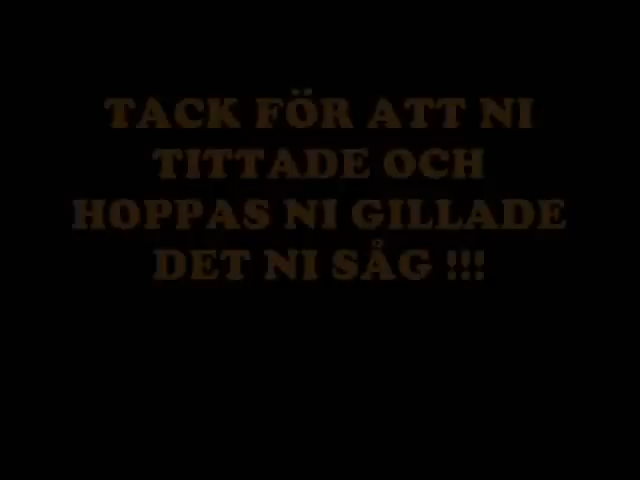 TACK FÖR ATT NI
TITTADE OCH
HOPPAS NI GILLADE
DET NI SÅG !!!